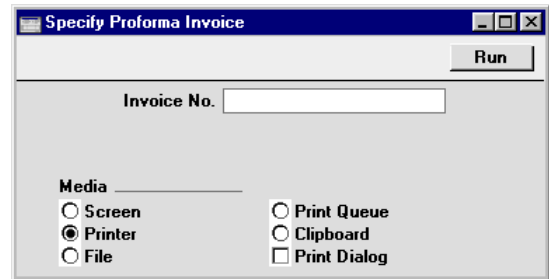 Specify Proforma Invoice
Run
Invoice No.
Media
Screen
Print Queue
Printer
Clipboard
File
Print Dialog